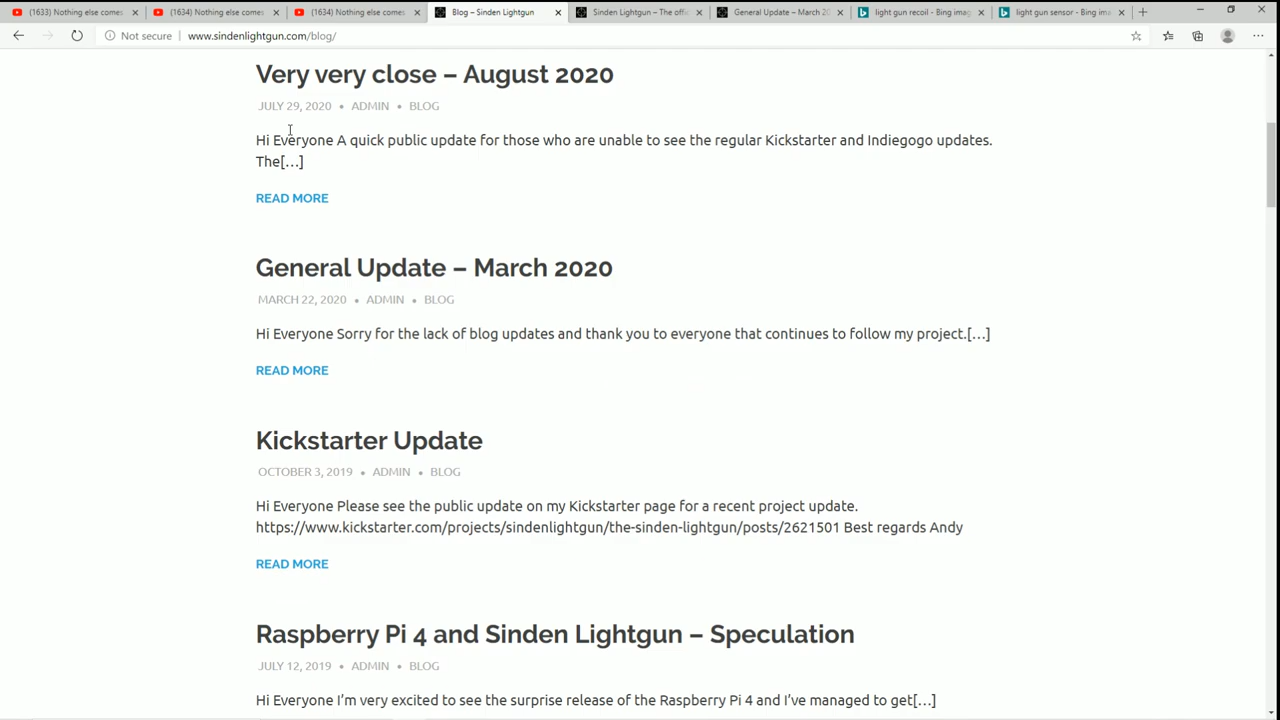 (1633) Nothing else comes
(1634) Nothing else comes
(1634) Nothing else comes
Blog – Sinden Lightgun
Sinden Lightgun – The offic
General Update – March 20
light gun recoil - Bing imag
light gun sensor - Bing ima
Not secure
www.sindenlightgun.com/blog/
Very very close – August 2020
JULY 29, 2020 • ADMIN • BLOG
Hi Everyone A quick public update for those who are unable to see the regular Kickstarter and Indiegogo updates.
The[…]
READ MORE
General Update – March 2020
MARCH 22, 2020 • ADMIN • BLOG
Hi Everyone Sorry for the lack of blog updates and thank you to everyone that continues to follow my project.[…]
READ MORE
Kickstarter Update
OCTOBER 3, 2019 • ADMIN • BLOG
Hi Everyone Please see the public update on my Kickstarter page for a recent project update.
https://www.kickstarter.com/projects/sindenlightgun/the-sinden-lightgun/posts/2621501 Best regards Andy
READ MORE
Raspberry Pi 4 and Sinden Lightgun – Speculation
JULY 12, 2019 • ADMIN • BLOG
Hi Everyone I’m very excited to see the surprise release of the Raspberry Pi 4 and I’ve managed to get[…]